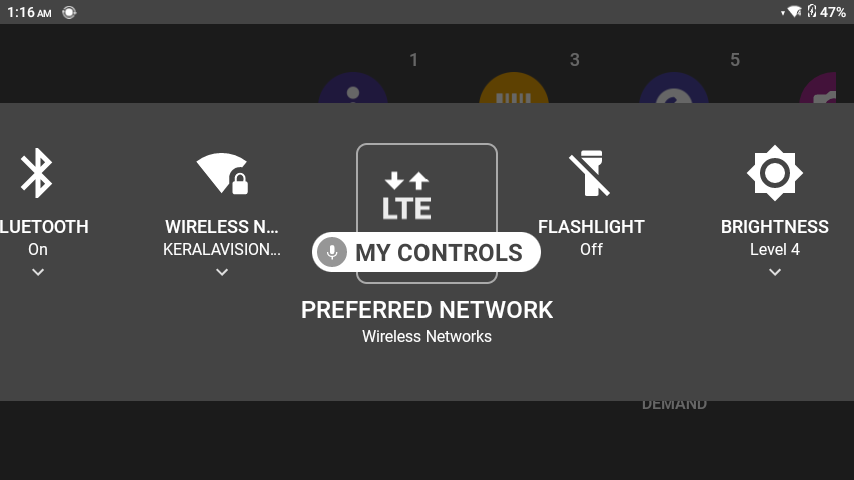 1:16 AM
47%
1
3
5
LTE
LUETOOTH
On
WIRELESS N...
KERALAVISION...
MY CONTROLS
FLASHLIGHT
Off
BRIGHTNESS
Level 4
PREFERRED NETWORK
Wireless Networks
DEMAND